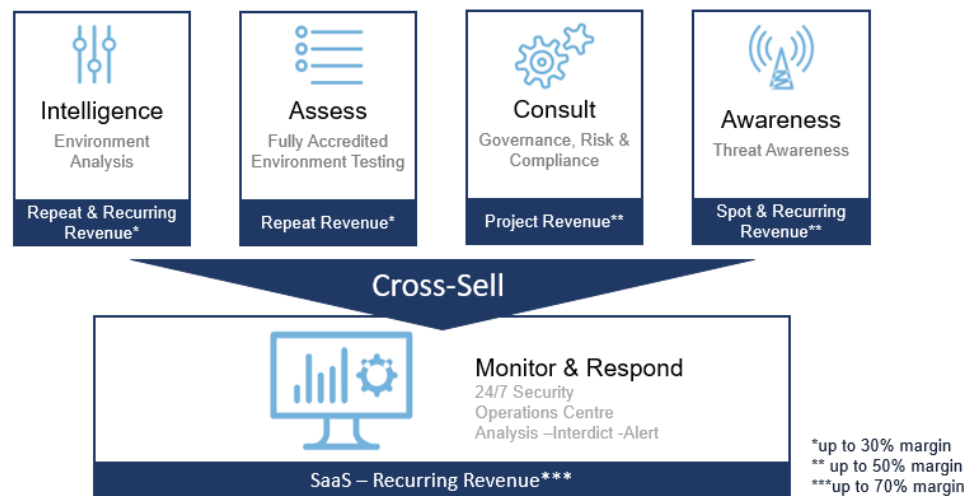 Intelligence
Environment
Analysis
Repeat & Recurring
Revenue*
Assess
Fully Accredited
Environment Testing
Repeat Revenue*
Consult
Governance, Risk &
Compliance
Project Revenue**
Awareness
Threat Awareness
Spot & Recurring
Revenue**
Cross-Sell
Monitor & Respond
24/7 Security
Operations Centre
Analysis –Interdict -Alert
SaaS – Recurring Revenue***
*up to 30% margin
** up to 50% margin
***up to 70% margin